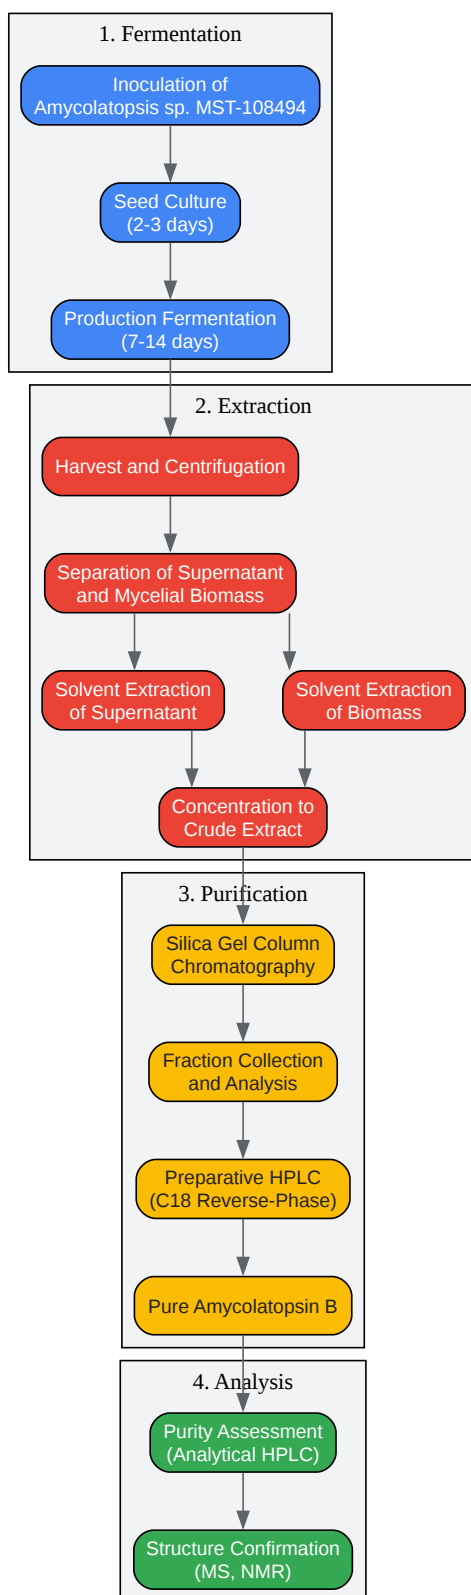 1. Fermentation
Inoculation of
Amycolatopsis sp. MST-108494
Seed Culture
(2-3 days)
Production Fermentation
(7-14 days)
2. Extraction
Harvest and Centrifugation
Separation of Supernatant
and Mycelial Biomass
Solvent Extraction
of Supernatant
Solvent Extraction
of Biomass
Concentration to
Crude Extract
3. Purification
Silica Gel Column
Chromatography
Fraction Collection
and Analysis
Preparative HPLC
(C18 Reverse-Phase)
Pure Amycolatopsin B
4. Analysis
Purity Assessment
(Analytical HPLC)
Structure Confirmation
(MS, NMR)